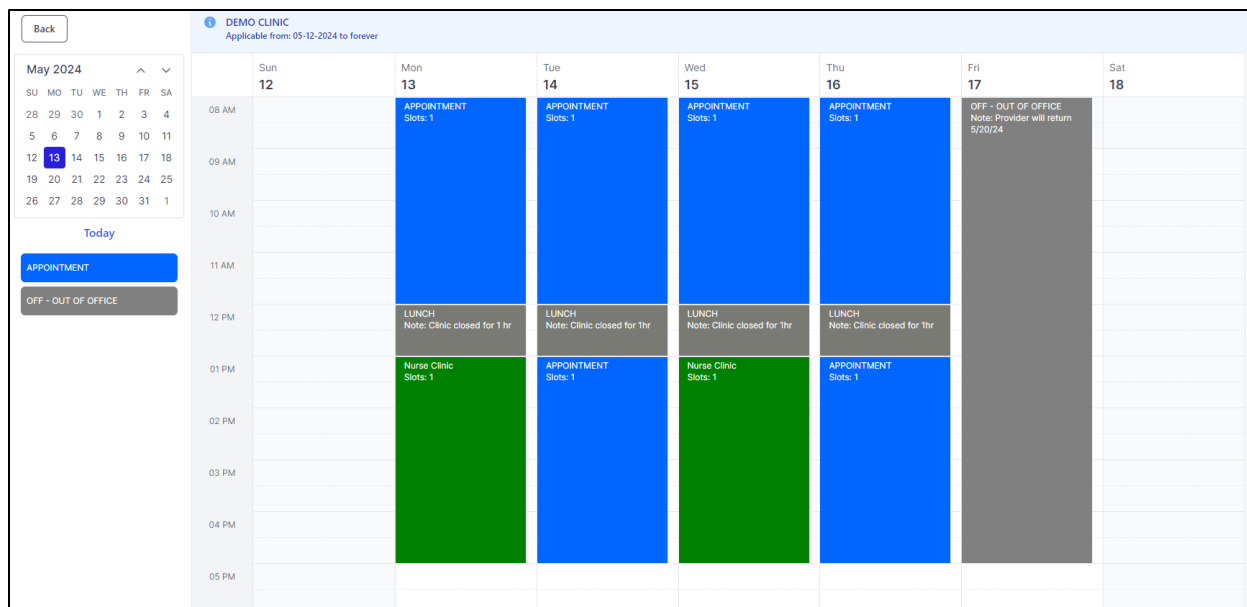 Back
DEMO CLINIC
Applicable from: 05-12-2024 to forever
May 2024
SU MO TU WE TH FR SA
28 29 30 1 2 3 4
5 6 7 8 9 10 11
12 13 14 15 16 17 18
19 20 21 22 23 24 25
26 27 28 29 30 31 1
Today
APPOINTMENT
OFF - OUT OF OFFICE
Sun Mon Tue Wed Thu Fri Sat
12 13 14 15 16 17 18
08 AM
09 AM
10 AM
11 AM
12 PM
01 PM
02 PM
03 PM
04 PM
05 PM
APPOINTMENT
Slots: 1
LUNCH
Note: Clinic closed for 1 hr
Nurse Clinic
Slots: 1
APPOINTMENT
Slots: 1
LUNCH
Note: Clinic closed for 1hr
APPOINTMENT
Slots: 1
APPOINTMENT
Slots: 1
LUNCH
Note: Clinic closed for 1hr
Nurse Clinic
Slots: 1
APPOINTMENT
Slots: 1
LUNCH
Note: Clinic closed for 1hr
APPOINTMENT
Slots: 1
OFF - OUT OF OFFICE
Note: Provider will return
5/20/24